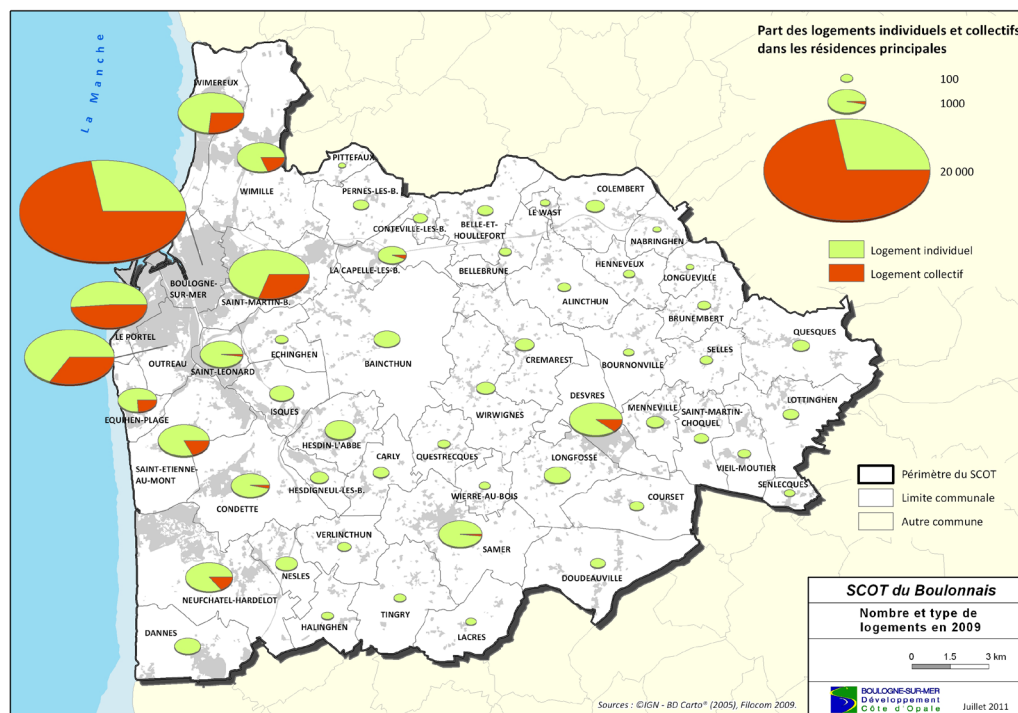 La Manche
Part des logements individuels et collectifs
dans les résidences principales
100
1000
20 000
Logement individuel
Logement collectif
WIMEREUX
WIMILLE
PITTEFAUX
PERNES-LES-B.
CONTEVILLE-LES-B.
BELLE-ET-
HOULLEFORT
LE WAST
COLEMBERT
NABRINGHEN
LA CAPELLE-LES-B.
BELLEBRUNE
HENNEVEUX
LONGUEVILLE
BOULOGNE-
SUR-MER
SAINT-MARTIN-B.
ALINCTHUN
BRUNEMBERT
LE PORTEL
OUTREAU
SAINT-LEONARD
ECHINGHEN
BAINCTHUN
CREMAREST
BOURNONVILLE
SELLES
QUESQUES
EQUIHEN-PLAGE
ISQUES
WIRWIGNES
DESVRES
MENNEVILLE
SAINT-MARTIN-
CHOQUEL
LOTTINGHEN
SAINT-ETIENNE-
AU-MONT
HESDIN-L'ABBE
CARLY
QUESTRECQUES
LONGFOSSE
VIEIL-MOUTIER
SENLECQUES
CONDETTE
HESDIGNEUL-LES-B.
WIERRE-AU-BOIS
COURSET
VERLINCTHUN
SAMER
NEUFCHATEL-HARDELOT
NESLES
DOUDEAUVILLE
TINGRY
HALINGHEN
LACRES
DANNES
Périmètre du SCOT
Limite communale
Autre commune
SCOT du Boulonnais
Nombre et type de
logements en 2009
0 1.5 3 km
BOULOGNE-SUR-MER
Développement
Côte d'Opale
Juillet 2011
Sources : ©IGN - BD Carto® (2005), Filocom 2009.